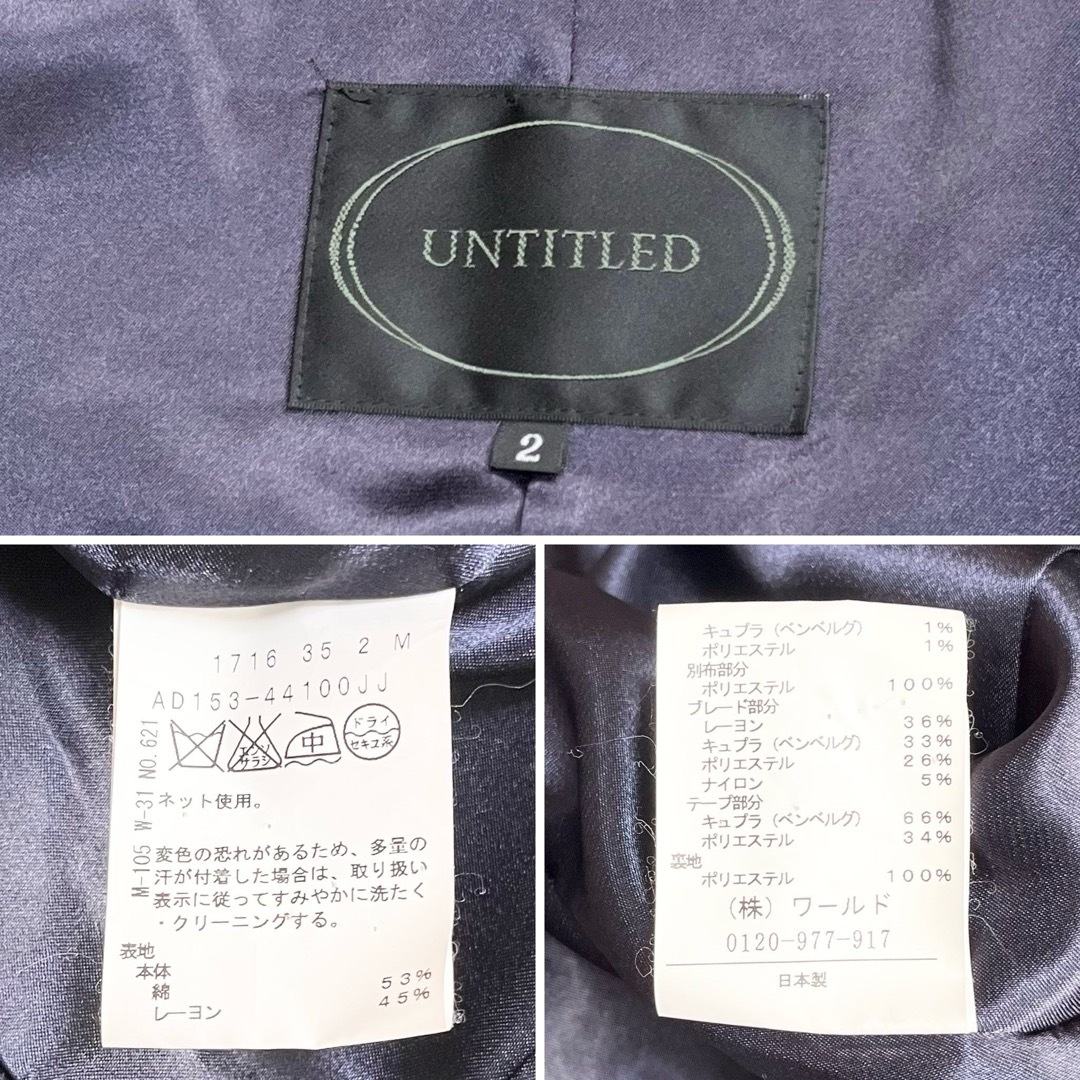 UNTITLED
2
1716 35 2 M
AD153-44100JJ
エンソ
サラシ
中
ドライ
セキユ系
M-105 W-31 NO.621
ネット使用。
変色の恐れがあるため、多量の
汗が付着した場合は、取り扱い
表示に従ってすみやかに洗たく
・クリーニングする。
表地
本体
綿 53%
レーヨン 45%
キュプラ（ベンベルグ） 1%
ポリエステル 1%
別布部分
ポリエステル 100%
ブレード部分
レーヨン 36%
キュプラ（ベンベルグ） 33%
ポリエステル 26%
ナイロン 5%
テープ部分
キュプラ（ベンベルグ） 66%
ポリエステル 34%
裏地
ポリエステル 100%
（株）ワールド
0120-977-917
日本製